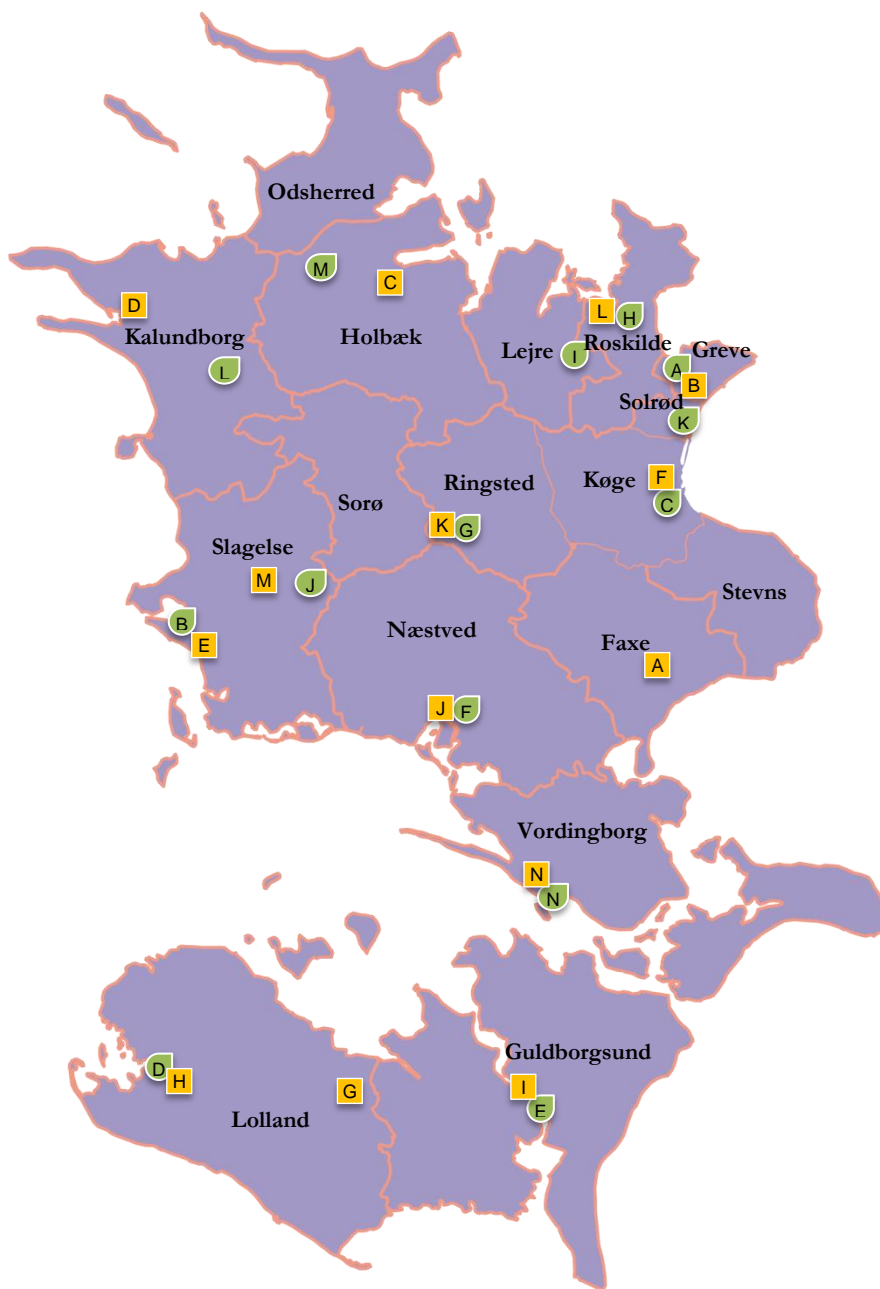 Odsherred
M
C
D
L
H
Kalundborg
Holbæk
Lejre
I
Roskilde
Greve
L
A
B
Solrød
K
Ringsted
Køge
F
Sorø
C
K
G
Slagelse
M
J
Stevns
B
E
Næstved
Faxe
A
J
F
Vordingborg
N
N
Guldborgsund
D
H
G
I
E
Lolland